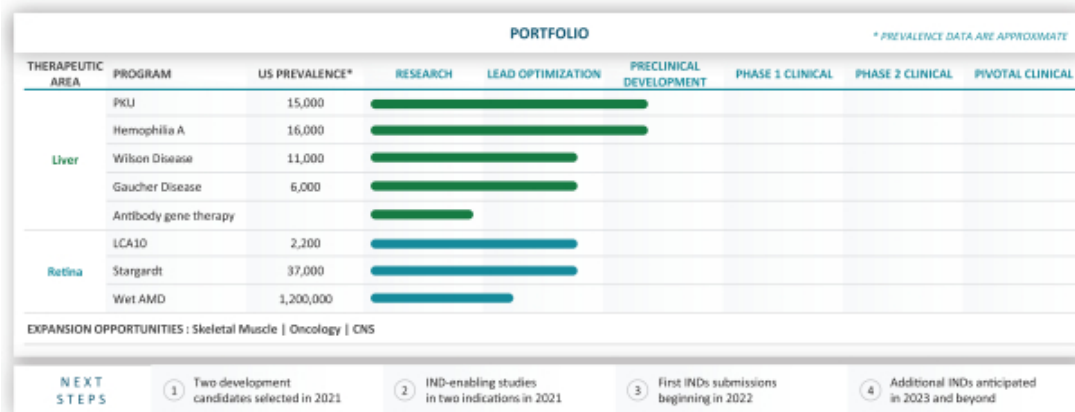 PORTFOLIO
* PREVALENCE DATA ARE APPROXIMATE
THERAPEUTIC AREA PROGRAM US PREVALENCE* RESEARCH LEAD OPTIMIZATION PRECLINICAL DEVELOPMENT PHASE 1 CLINICAL PHASE 2 CLINICAL PIVOTAL CLINICAL
Liver
PKU 15,000
Hemophilia A 16,000
Wilson Disease 11,000
Gaucher Disease 6,000
Antibody gene therapy
Retina
LCA10 2,200
Stargardt 37,000
Wet AMD 1,200,000
EXPANSION OPPORTUNITIES : Skeletal Muscle | Oncology | CNS
NEXT
STEPS
1 Two development
candidates selected in 2021
2 IND-enabling studies
in two indications in 2021
3 First INDs submissions
beginning in 2022
4 Additional INDs anticipated
in 2023 and beyond